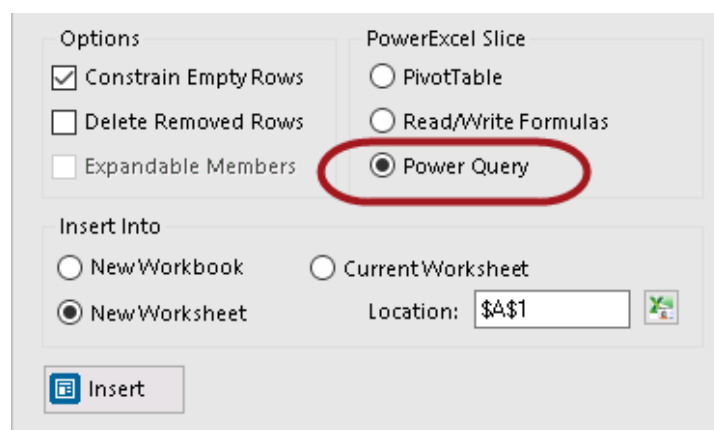 Options
Constrain Empty Rows
Delete Removed Rows
Expandable Members
PowerExcel Slice
PivotTable
Read/Write Formulas
Power Query
Insert Into
New Workbook
Current Worksheet
New Worksheet
Location: $A$1
Insert